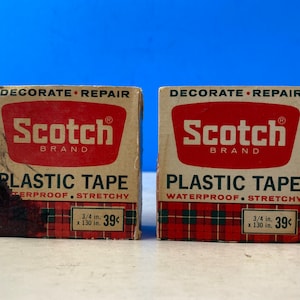 DECORATE • REPAIR
Scotch®
BRAND
PLASTIC TAPE
WATERPROOF • STRETCHY
3/4 in.
x 130 in. 39¢
DECORATE • REPAIR
Scotch®
BRAND
PLASTIC TAPE
WATERPROOF • STRETCHY
3/4 in.
x 130 in. 39¢